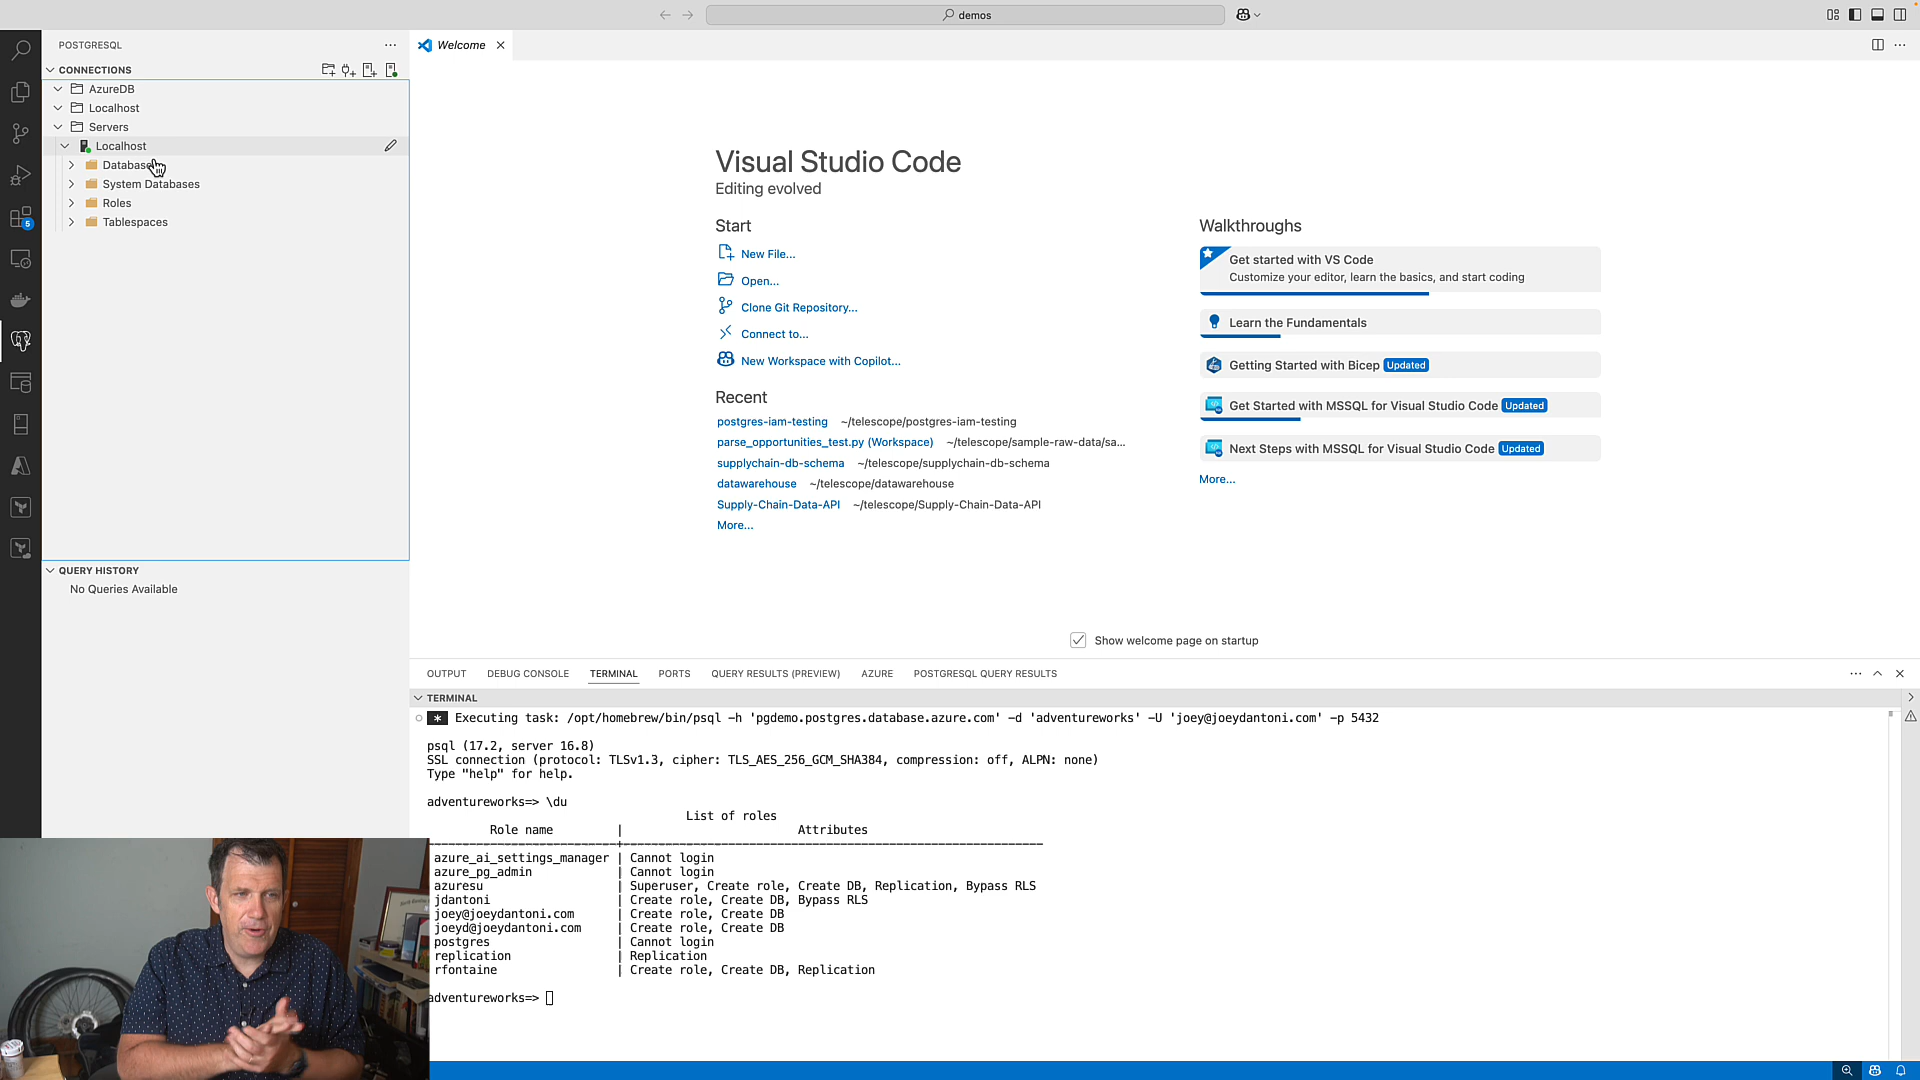 demos
POSTGRESQL
CONNECTIONS
AzureDB
Localhost
Servers
Localhost
Databases
System Databases
Roles
Tablespaces
QUERY HISTORY
No Queries Available
5
Welcome
Visual Studio Code
Editing evolved
Start
New File...
Open...
Clone Git Repository...
Connect to...
New Workspace with Copilot...
Recent
postgres-iam-testing ~/telescope/postgres-iam-testing
parse_opportunities_test.py (Workspace) ~/telescope/sample-raw-data/sa...
supplychain-db-schema ~/telescope/supplychain-db-schema
datawarehouse ~/telescope/datawarehouse
Supply-Chain-Data-API ~/telescope/Supply-Chain-Data-API
More...
Walkthroughs
Get started with VS Code
Customize your editor, learn the basics, and start coding
Learn the Fundamentals
Getting Started with Bicep Updated
Get Started with MSSQL for Visual Studio Code Updated
Next Steps with MSSQL for Visual Studio Code Updated
More...
Show welcome page on startup
OUTPUT DEBUG CONSOLE TERMINAL PORTS QUERY RESULTS (PREVIEW) AZURE POSTGRESQL QUERY RESULTS
TERMINAL
* Executing task: /opt/homebrew/bin/psql -h 'pgdemo.postgres.database.azure.com' -d 'adventureworks' -U 'joey@joeydantoni.com' -p 5432
psql (17.2, server 16.8)
SSL connection (protocol: TLSv1.3, cipher: TLS_AES_256_GCM_SHA384, compression: off, ALPN: none)
Type "help" for help.
adventureworks=> \du
List of roles
Role name | Attributes
azure_ai_settings_manager | Cannot login
azure_pg_admin | Cannot login
azuresu | Superuser, Create role, Create DB, Replication, Bypass RLS
jdantoni | Create role, Create DB, Bypass RLS
joey@joeydantoni.com | Create role, Create DB
joeyd@joeydantoni.com | Create role, Create DB
postgres | Cannot login
replication | Replication
rfontaine | Create role, Create DB, Replication
adventureworks=>